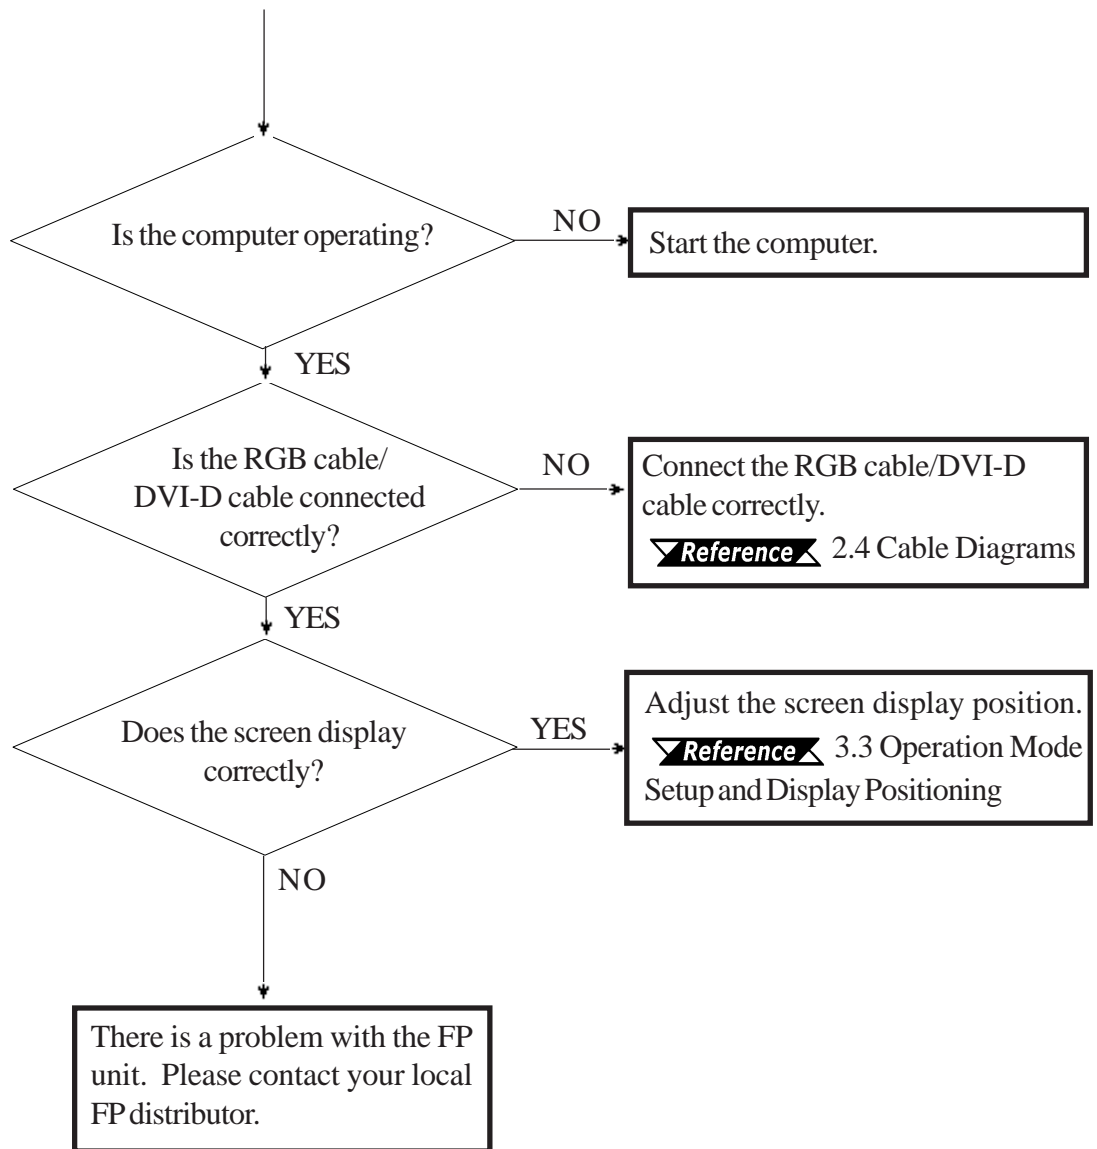 Is the computer operating?
NO
Start the computer.
YES
Is the RGB cable/
DVI-D cable connected
correctly?
NO
Connect the RGB cable/DVI-D
cable correctly.
Reference 2.4 Cable Diagrams
YES
Does the screen display
correctly?
YES
Adjust the screen display position.
Reference 3.3 Operation Mode
Setup and Display Positioning
NO
There is a problem with the FP
unit. Please contact your local
FP distributor.